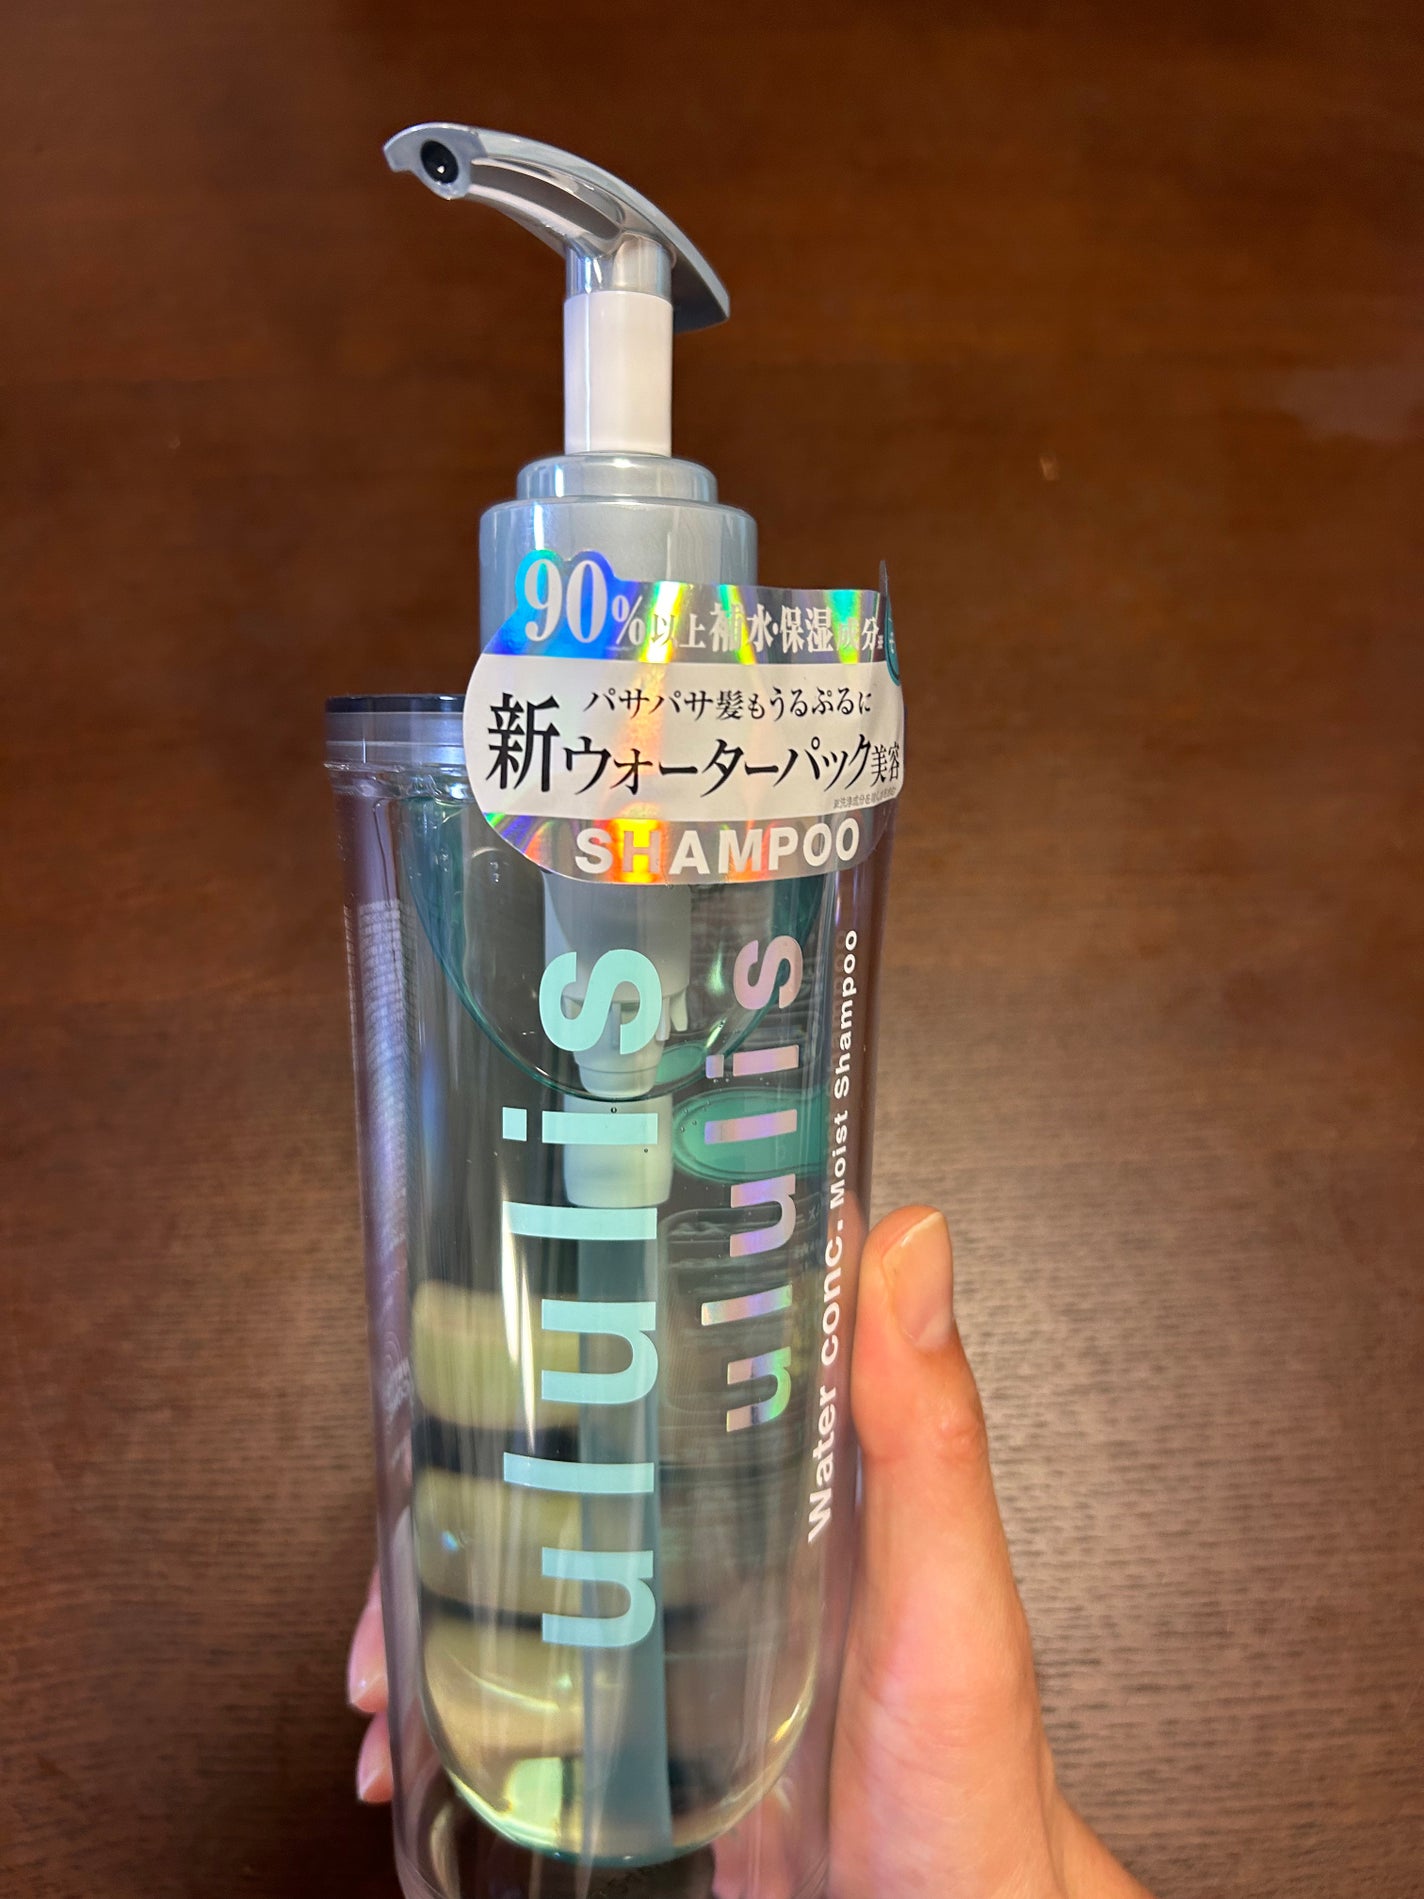 90%以上補水・保湿成分※
パサパサ髪もうるぷるに
新ウォーターパック美容
SHAMPOO
ululis
ululis
Water conc. Moist Shampoo